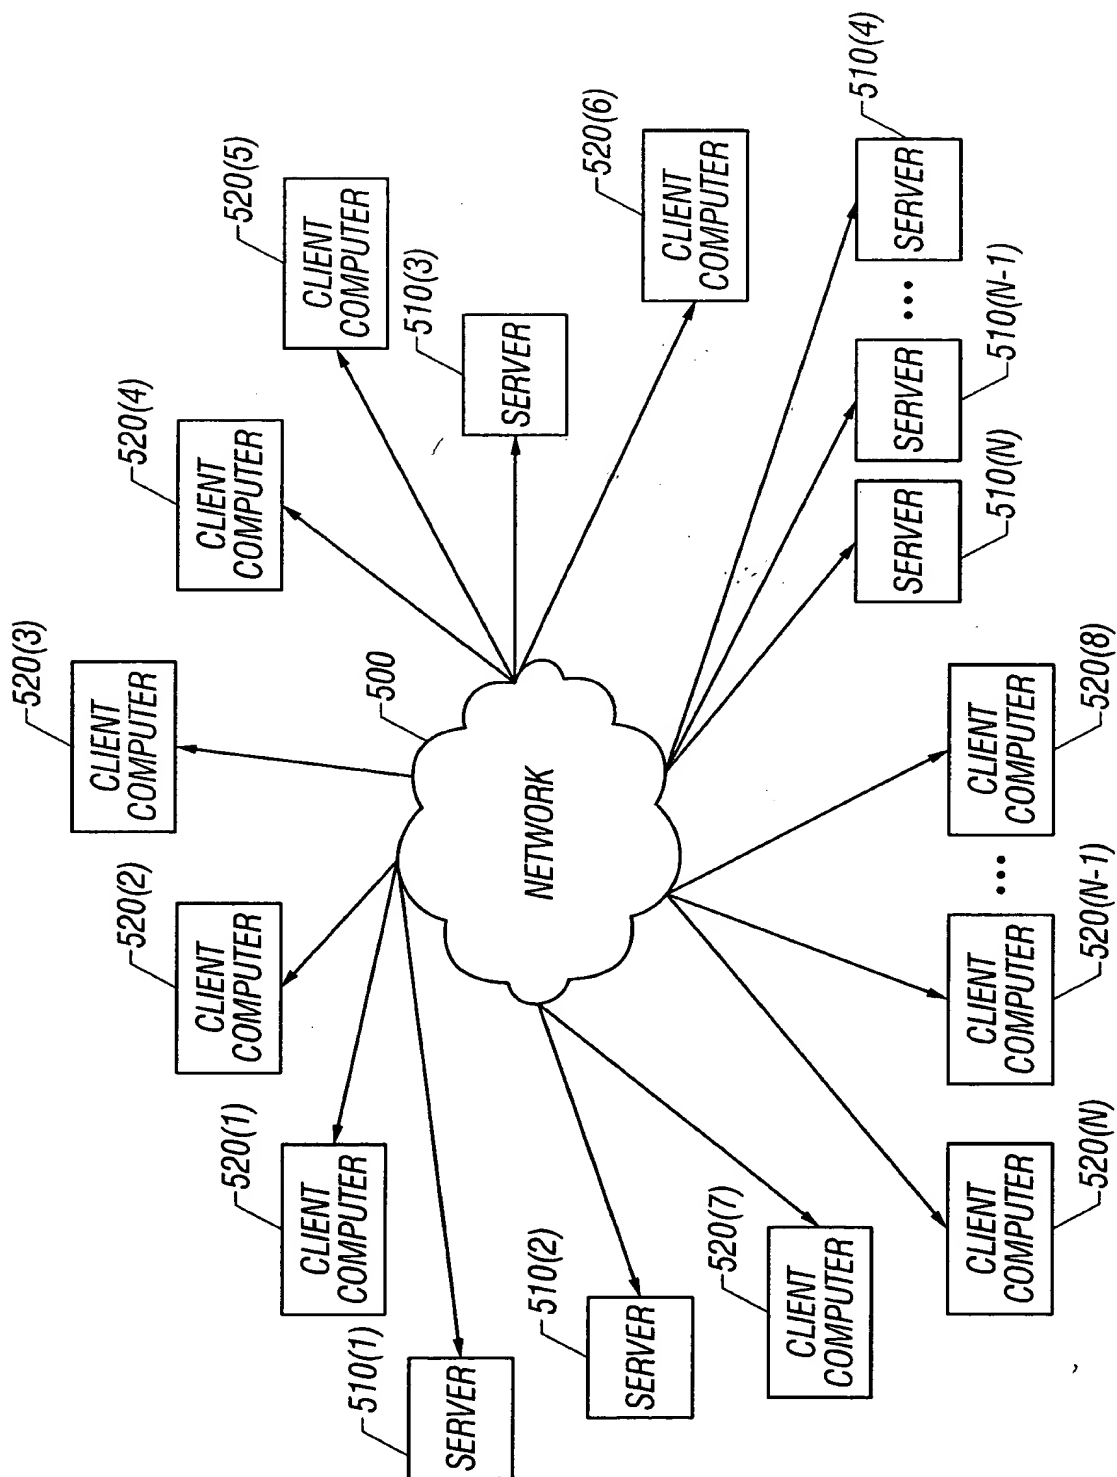 520(3)
CLIENT
COMPUTER
520(2)
CLIENT
COMPUTER
520(4)
CLIENT
COMPUTER
520(1)
CLIENT
COMPUTER
520(5)
CLIENT
COMPUTER
510(1)
SERVER
500
NETWORK
510(3)
SERVER
510(2)
SERVER
520(6)
CLIENT
COMPUTER
520(7)
CLIENT
COMPUTER
SERVER
510(N)
SERVER
510(N-1)
•••
510(4)
SERVER
CLIENT
COMPUTER
520(N)
CLIENT
COMPUTER
520(N-1)
•••
CLIENT
COMPUTER
520(8)